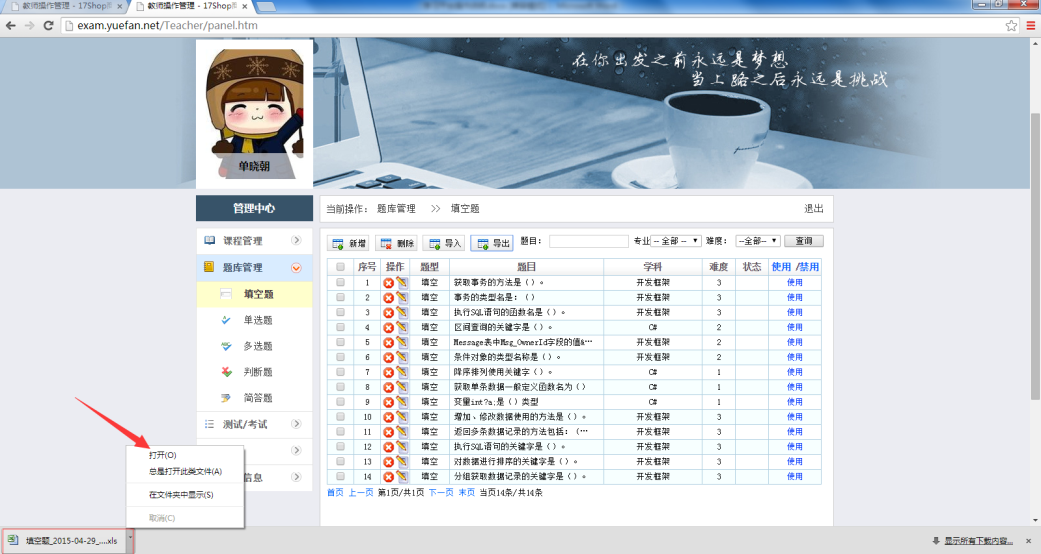 教师操作管理 - 17Shop
教师操作管理 - 17Shop
exam.yuefan.net/Teacher/panel.htm
在你出发之前永远是梦想
当上路之后永远是挑战
单晓朝
管理中心
当前操作: 题库管理 >> 填空题 退出
课程管理
题库管理
填空题
单选题
多选题
判断题
简答题
测试/考试
信息
新增 删除 导入 导出 题目: 专业 -- 全部 -- 难度: --全部-- 查询
序号 操作 题型 题目 学科 难度 状态 使用 /禁用
1 填空 获取事务的方法是()。 开发框架 3 使用
2 填空 事务的类型名是:() 开发框架 3 使用
3 填空 执行SQL语句的函数名是()。 开发框架 3 使用
4 填空 区间查询的关键字是()。 C# 2 使用
5 填空 Message表中Msg_OwnerId字段的值&… 开发框架 2 使用
6 填空 条件对象的类型名称是()。 开发框架 2 使用
7 填空 降序排列使用关键字()。 C# 1 使用
8 填空 获取单条数据一般定义函数名为() C# 1 使用
9 填空 变量int?a;是()类型 C# 1 使用
10 填空 增加、修改数据使用的方法是()。 开发框架 3 使用
11 填空 返回多条数据记录的方法包括：(… 开发框架 3 使用
12 填空 执行SQL语句的关键字是()。 开发框架 3 使用
13 填空 对数据进行排序的关键字是()。 开发框架 3 使用
14 填空 分组获取数据记录的关键字是()。 开发框架 3 使用
首页 上一页 第1页/共1页 下一页 末页 当页14条/共14条
打开(O)
总是打开此类文件(A)
在文件夹中显示(S)
取消(C)
填空题_2015-04-29_....xls
显示所有下载内容...